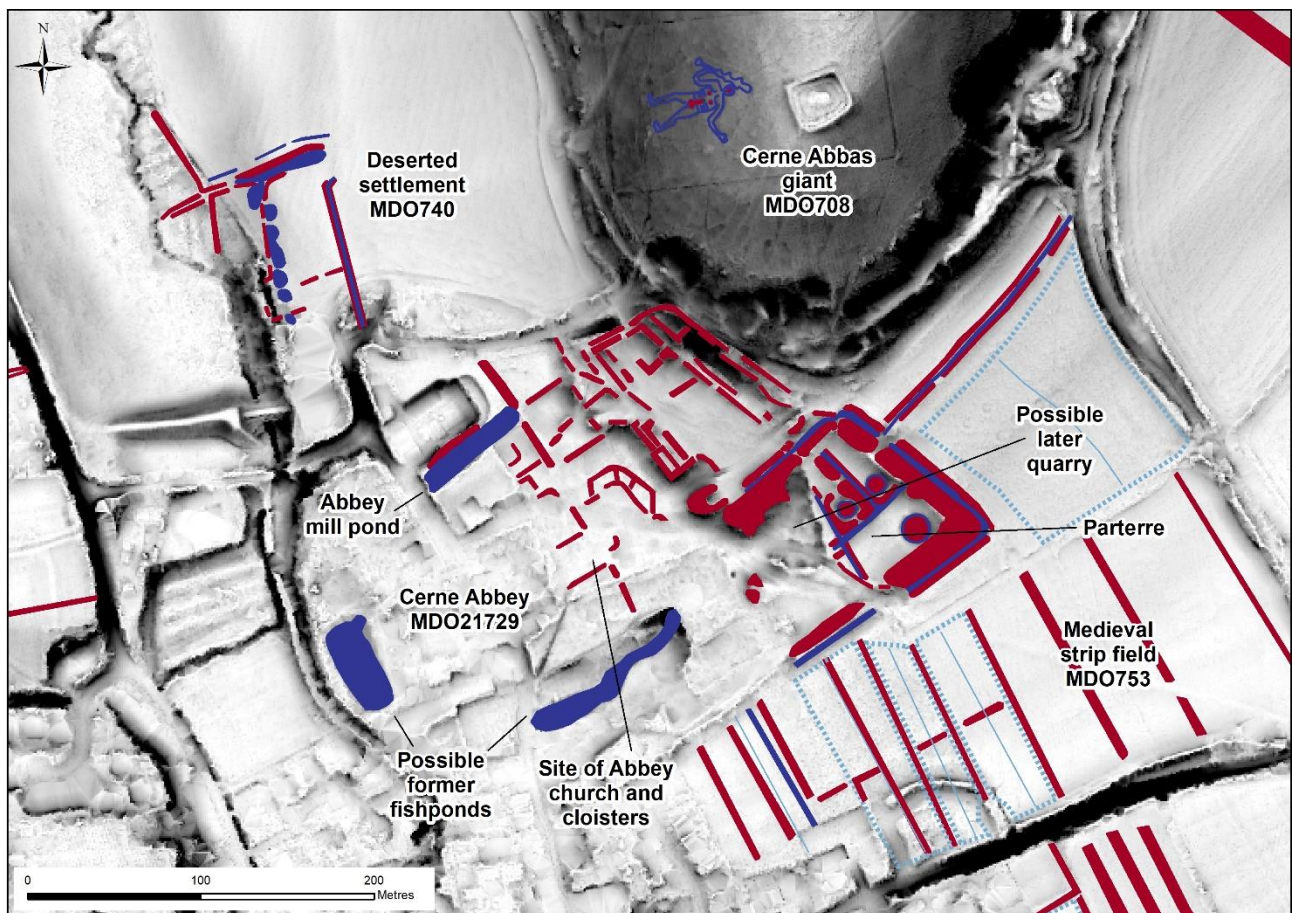 N
Deserted
settlement
MDO740
Cerne Abbas
giant
MDO708
Possible
later
quarry
Parterre
Abbey
mill pond
Cerne Abbey
MDO21729
Medieval
strip field
MDO753
Possible
former
fishponds
Site of Abbey
church and
cloisters
0 100 200
Metres